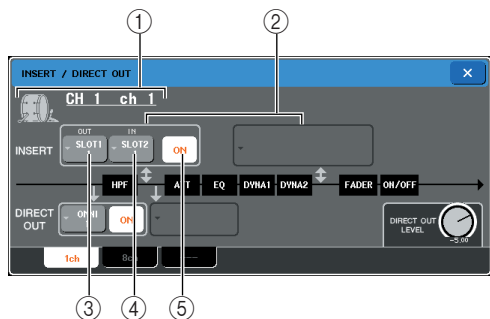 ① ②
INSERT / DIRECT OUT ×
CH 1 ch 1
OUT IN
INSERT SLOT1 SLOT2 ON
HPF ATT EQ DYNA1 DYNA2 FADER ON/OFF
DIRECT OUT ON
DIRECT OUT LEVEL
-5.00
1ch 8ch
③ ④ ⑤